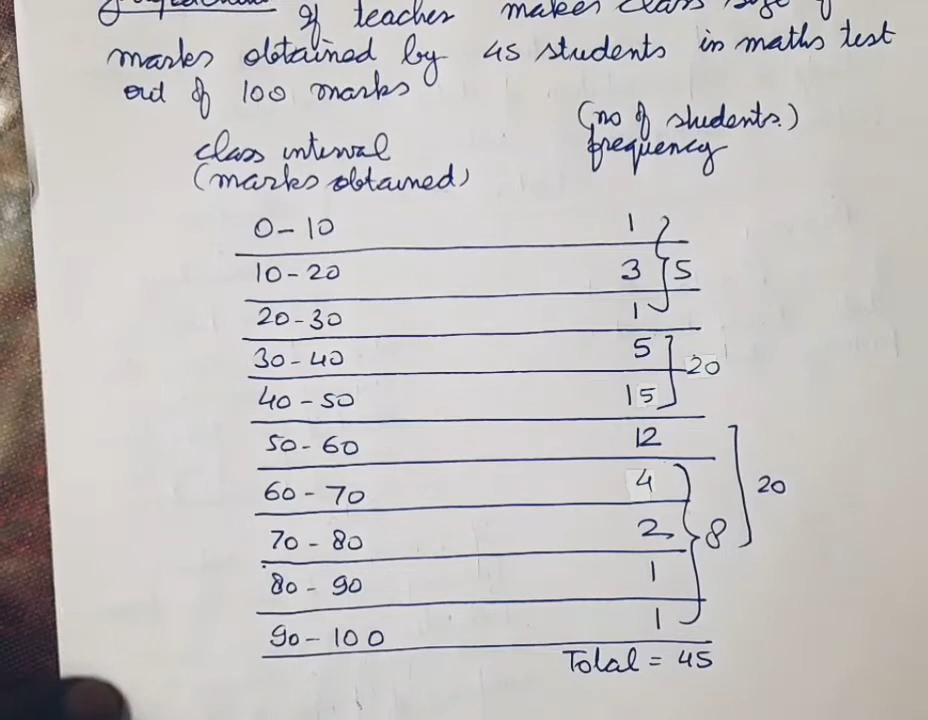 If teacher makes class size of
marks obtained by 45 students in maths test
out of 100 marks
class interval (no of students.)
(marks obtained) frequency
0-10 1
10-20 3 5
20-30 1
30-40 5
20
40-50 15
50-60 12
60-70 4 20
70-80 2 8
80-90 1
90-100 1
Total = 45